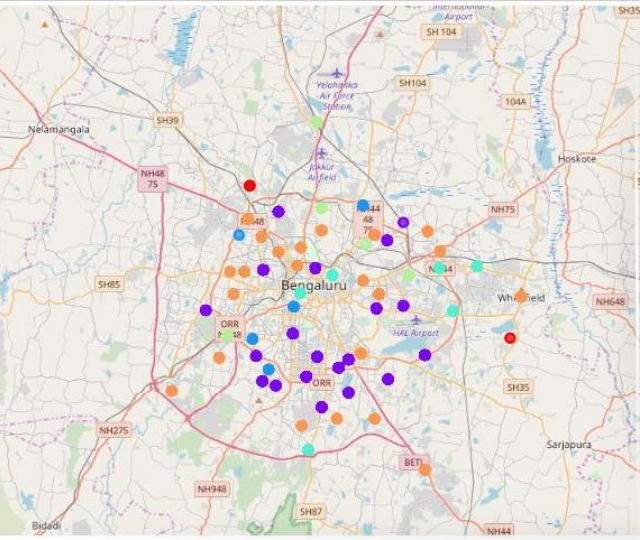 International
Airport
SH35
SH 104
Yelahanka
Air Force
Station
SH104
104A
SH39
Nelamangala
Jakkur
Airfield
Hoskote
NH48
75
NH48
NH44
48
75
NH75
NH44
SH85
Bengaluru
Whitefield
NH648
ORR
NH48
HAL Airport
ORR
SH35
NH275
Sarjapura
BETL
NH948
SH87
Bidadi
NH44